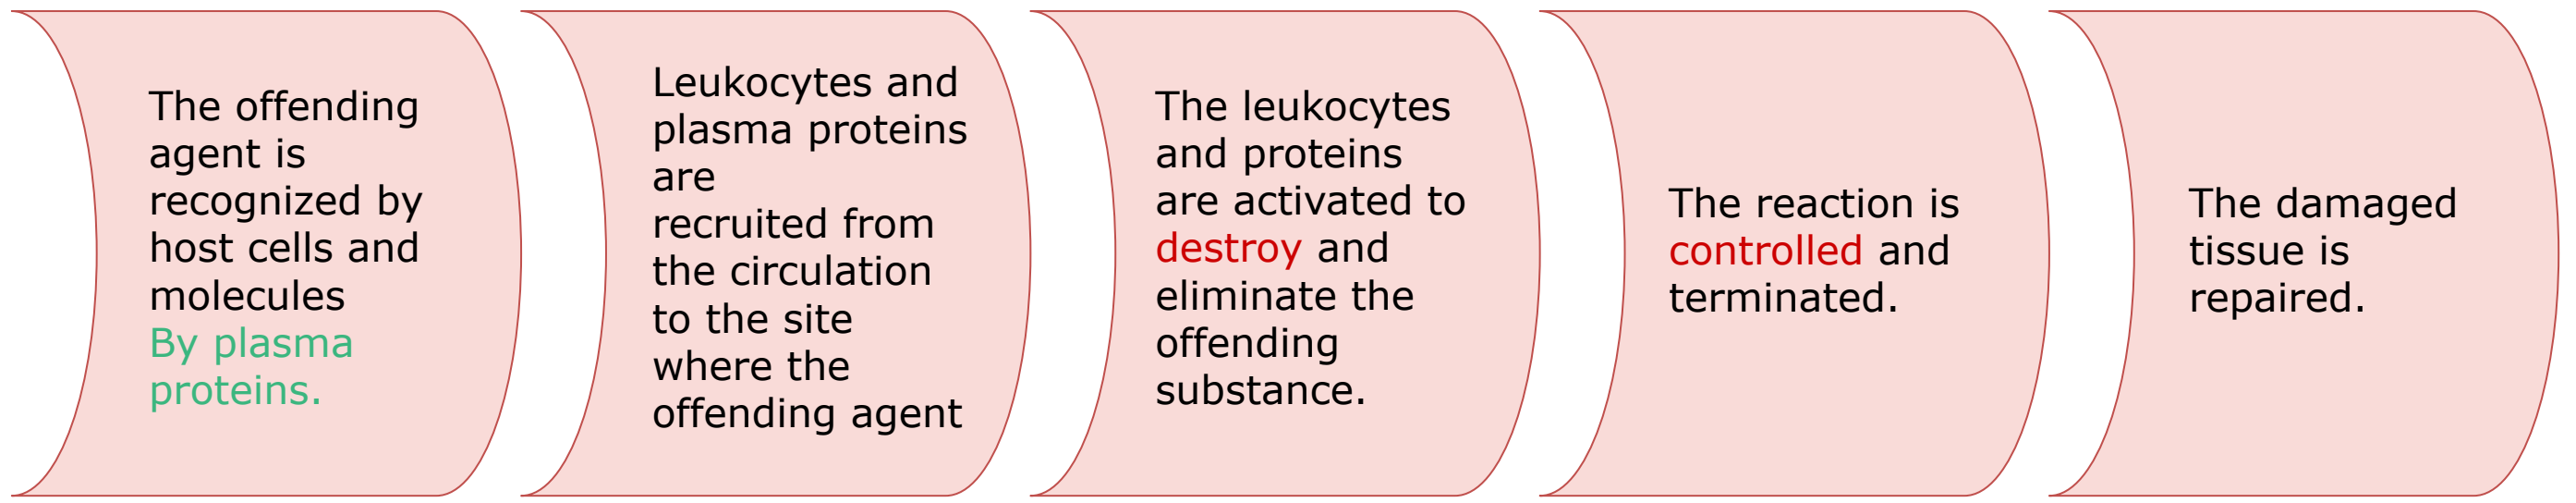 The offending
agent is
recognized by
host cells and
molecules
By plasma
proteins.
Leukocytes and
plasma proteins
are
recruited from
the circulation
to the site
where the
offending agent
The leukocytes
and proteins
are activated to
destroy and
eliminate the
offending
substance.
The reaction is
controlled and
terminated.
The damaged
tissue is
repaired.